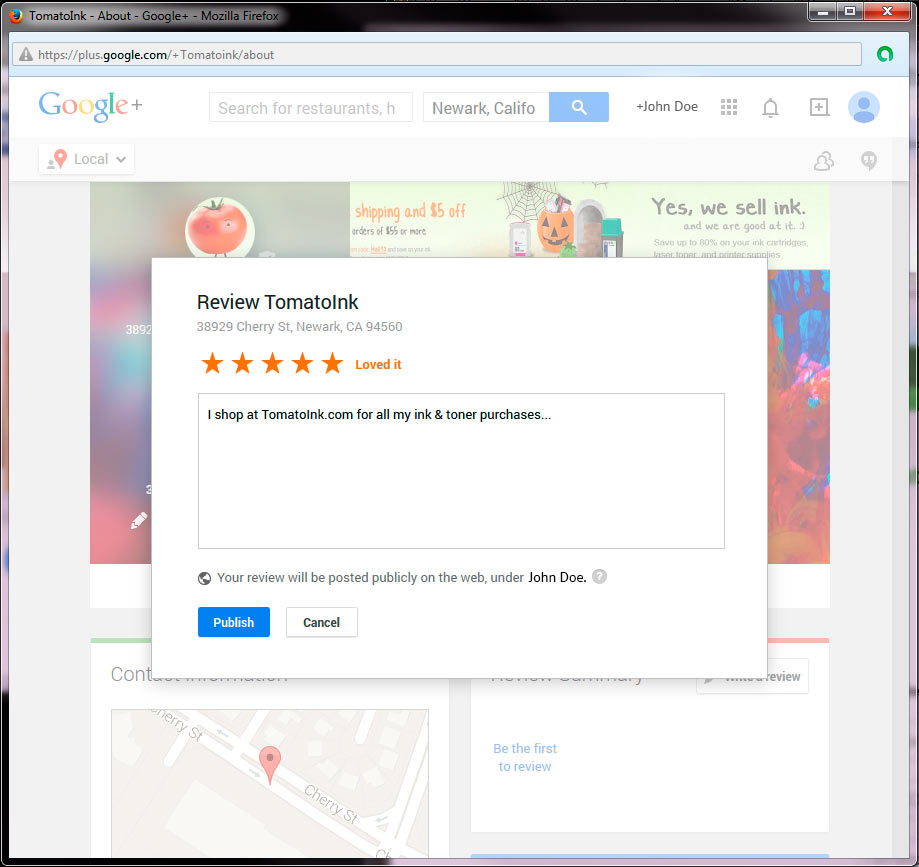 TomatoInk - About - Google+ - Mozilla Firefox
https://plus.google.com/+Tomatoink/about
Google+
Search for restaurants, h
Newark, Califo
+John Doe
Local
shipping and $5 off
orders of $55 or more
Yes, we sell ink.
and we are good at it. :)
Save up to 80% on your ink cartridges,
laser toner, and printer supplies
3892
Review TomatoInk
38929 Cherry St, Newark, CA 94560
Loved it
I shop at TomatoInk.com for all my ink & toner purchases...
Your review will be posted publicly on the web, under John Doe.
Publish
Cancel
Contact Information
Review Summary
Write a review
Cherry St
Cherry St
Be the first
to review